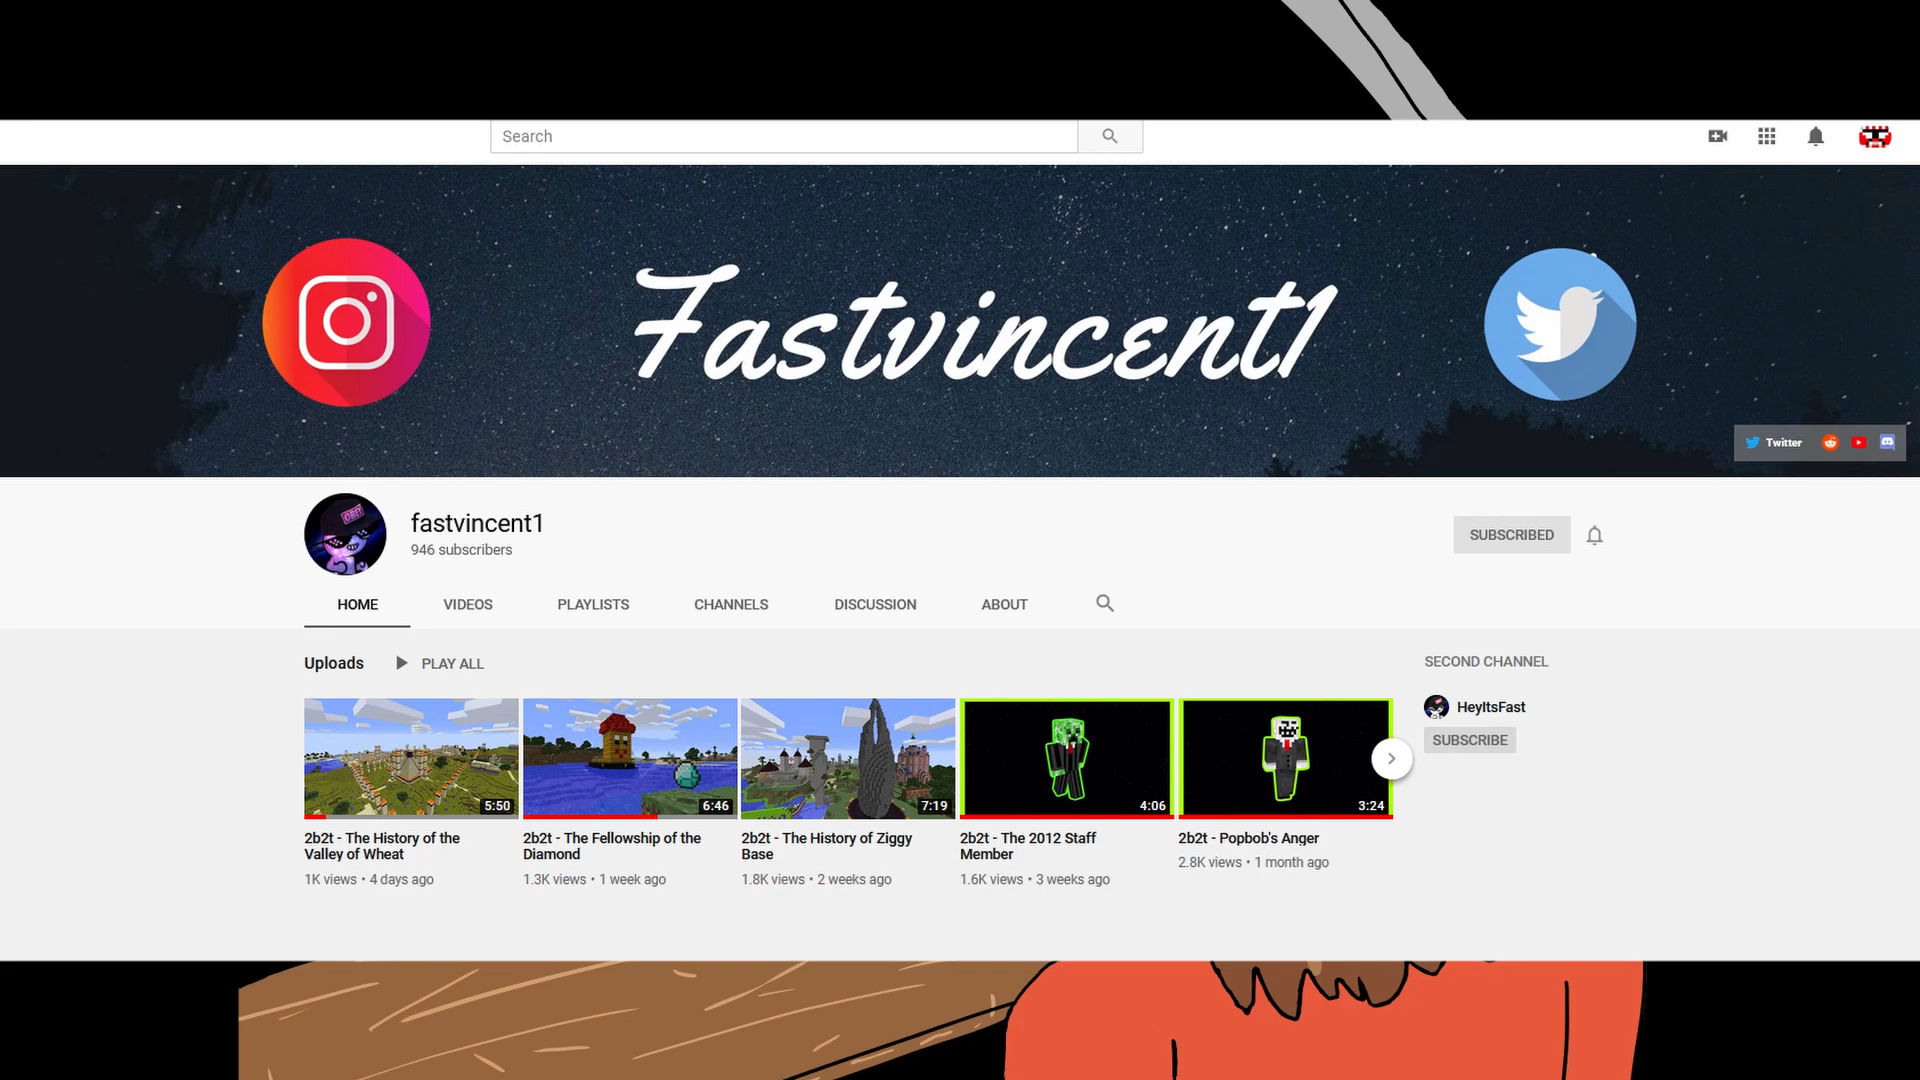 Search
Fastvincent1
Twitter
fastvincent1
946 subscribers
SUBSCRIBED
HOME VIDEOS PLAYLISTS CHANNELS DISCUSSION ABOUT
Uploads PLAY ALL
SECOND CHANNEL
HeyItsFast
SUBSCRIBE
5:50
2b2t - The History of the
Valley of Wheat
1K views • 4 days ago
6:46
2b2t - The Fellowship of the
Diamond
1.3K views • 1 week ago
7:19
2b2t - The History of Ziggy
Base
1.8K views • 2 weeks ago
4:06
2b2t - The 2012 Staff
Member
1.6K views • 3 weeks ago
3:24
2b2t - Popbob's Anger
2.8K views • 1 month ago